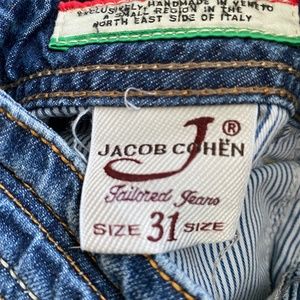 EXCLUSIVELY HANDMADE IN VENETO
A SMALL REGION IN THE
NORTH EAST SIDE OF ITALY
J®
JACOB COHËN
Tailored Jeans
SIZE 31 SIZE